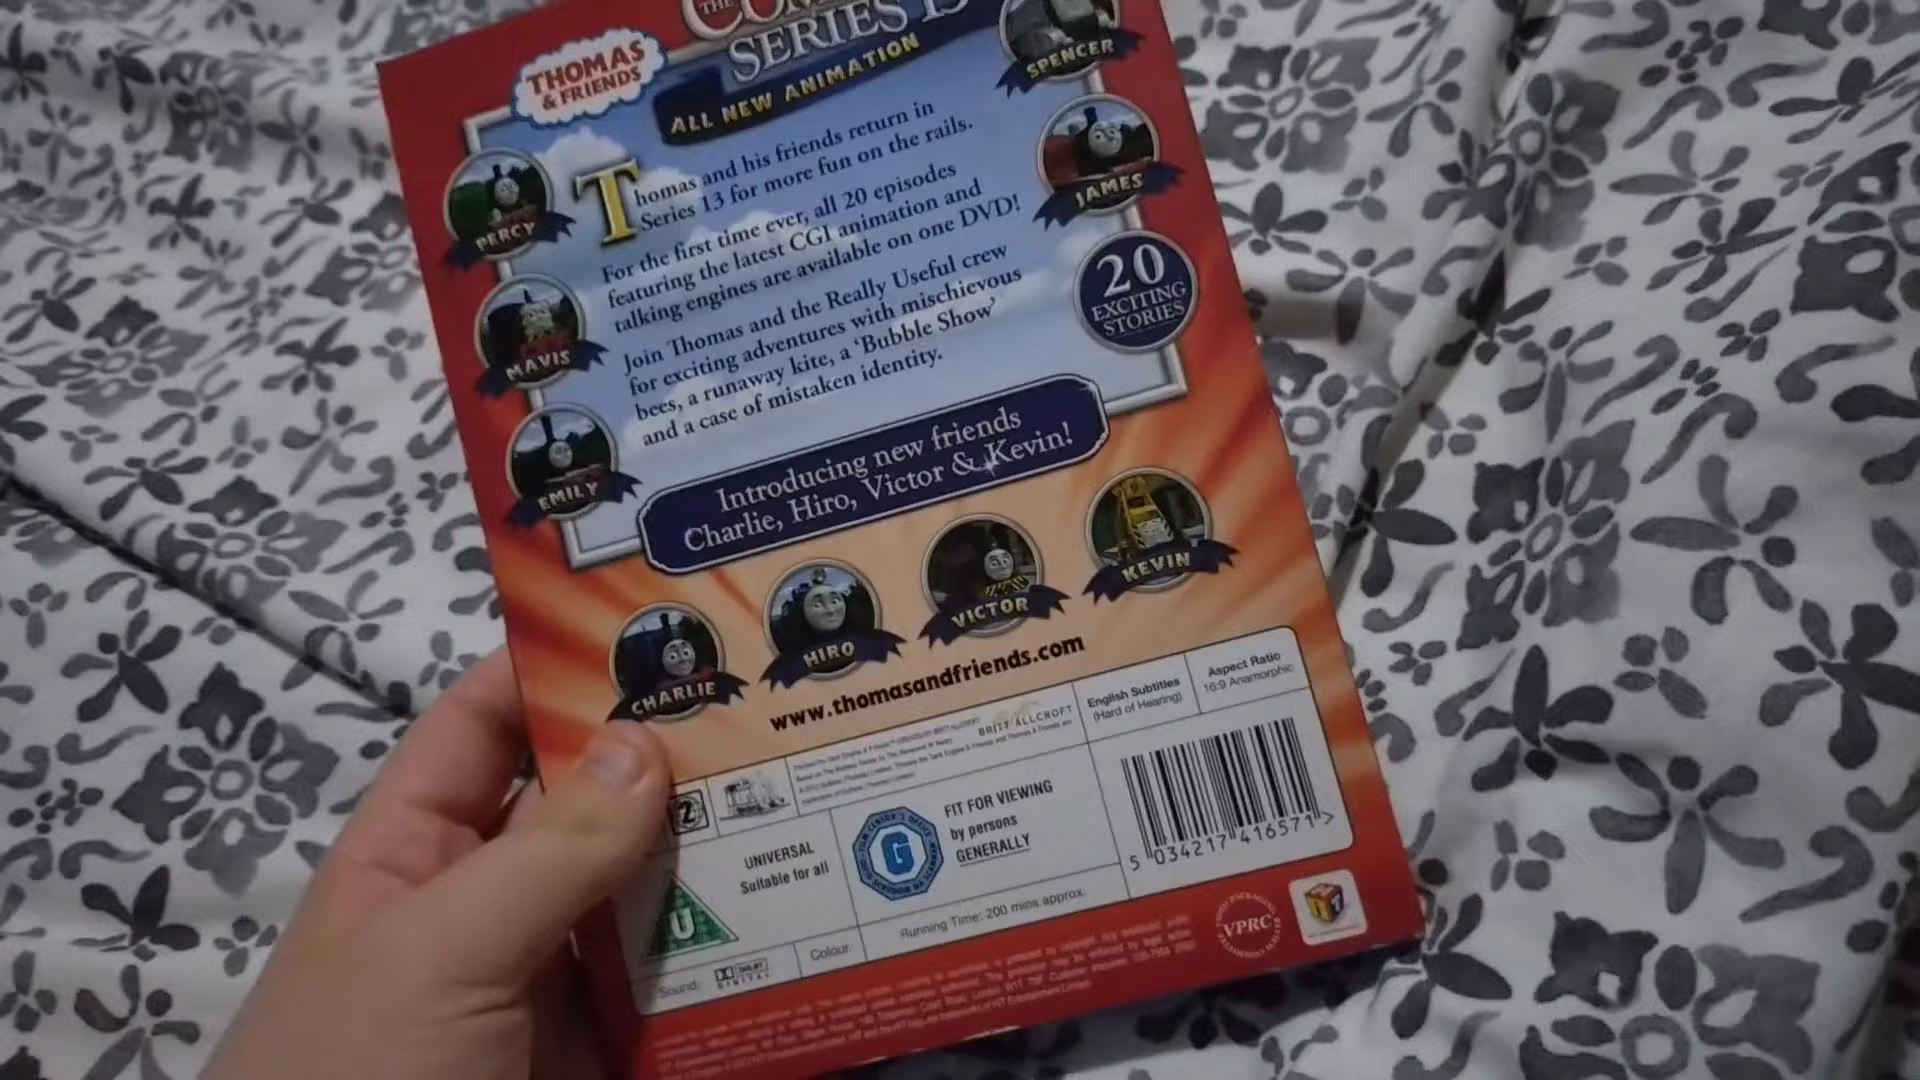 THE
SERIES 13
THOMAS
& FRIENDS
ALL NEW ANIMATION
SPENCER
Thomas and his friends return in
Series 13 for more fun on the rails.
For the first time ever, all 20 episodes
featuring the latest CGI animation and
talking engines are available on one DVD!
Join Thomas and the Really Useful crew
for exciting adventures with mischievous
bees, a runaway kite, a 'Bubble Show'
and a case of mistaken identity.
PERCY
MAVIS
EMILY
JAMES
20
EXCITING
STORIES
Introducing new friends
Charlie, Hiro, Victor & Kevin!
CHARLIE
HIRO
VICTOR
KEVIN
www.thomasandfriends.com
BRITT ALLCROFT
English Subtitles
(Hard of Hearing)
Aspect Ratio
16:9 Anamorphic
2
UNIVERSAL
Suitable for all
U
G
FIT FOR VIEWING
by persons
GENERALLY
5 034217 416571 >
Running Time: 200 mins approx.
Sound:
DOLBY
DIGITAL
Colour
VPRC